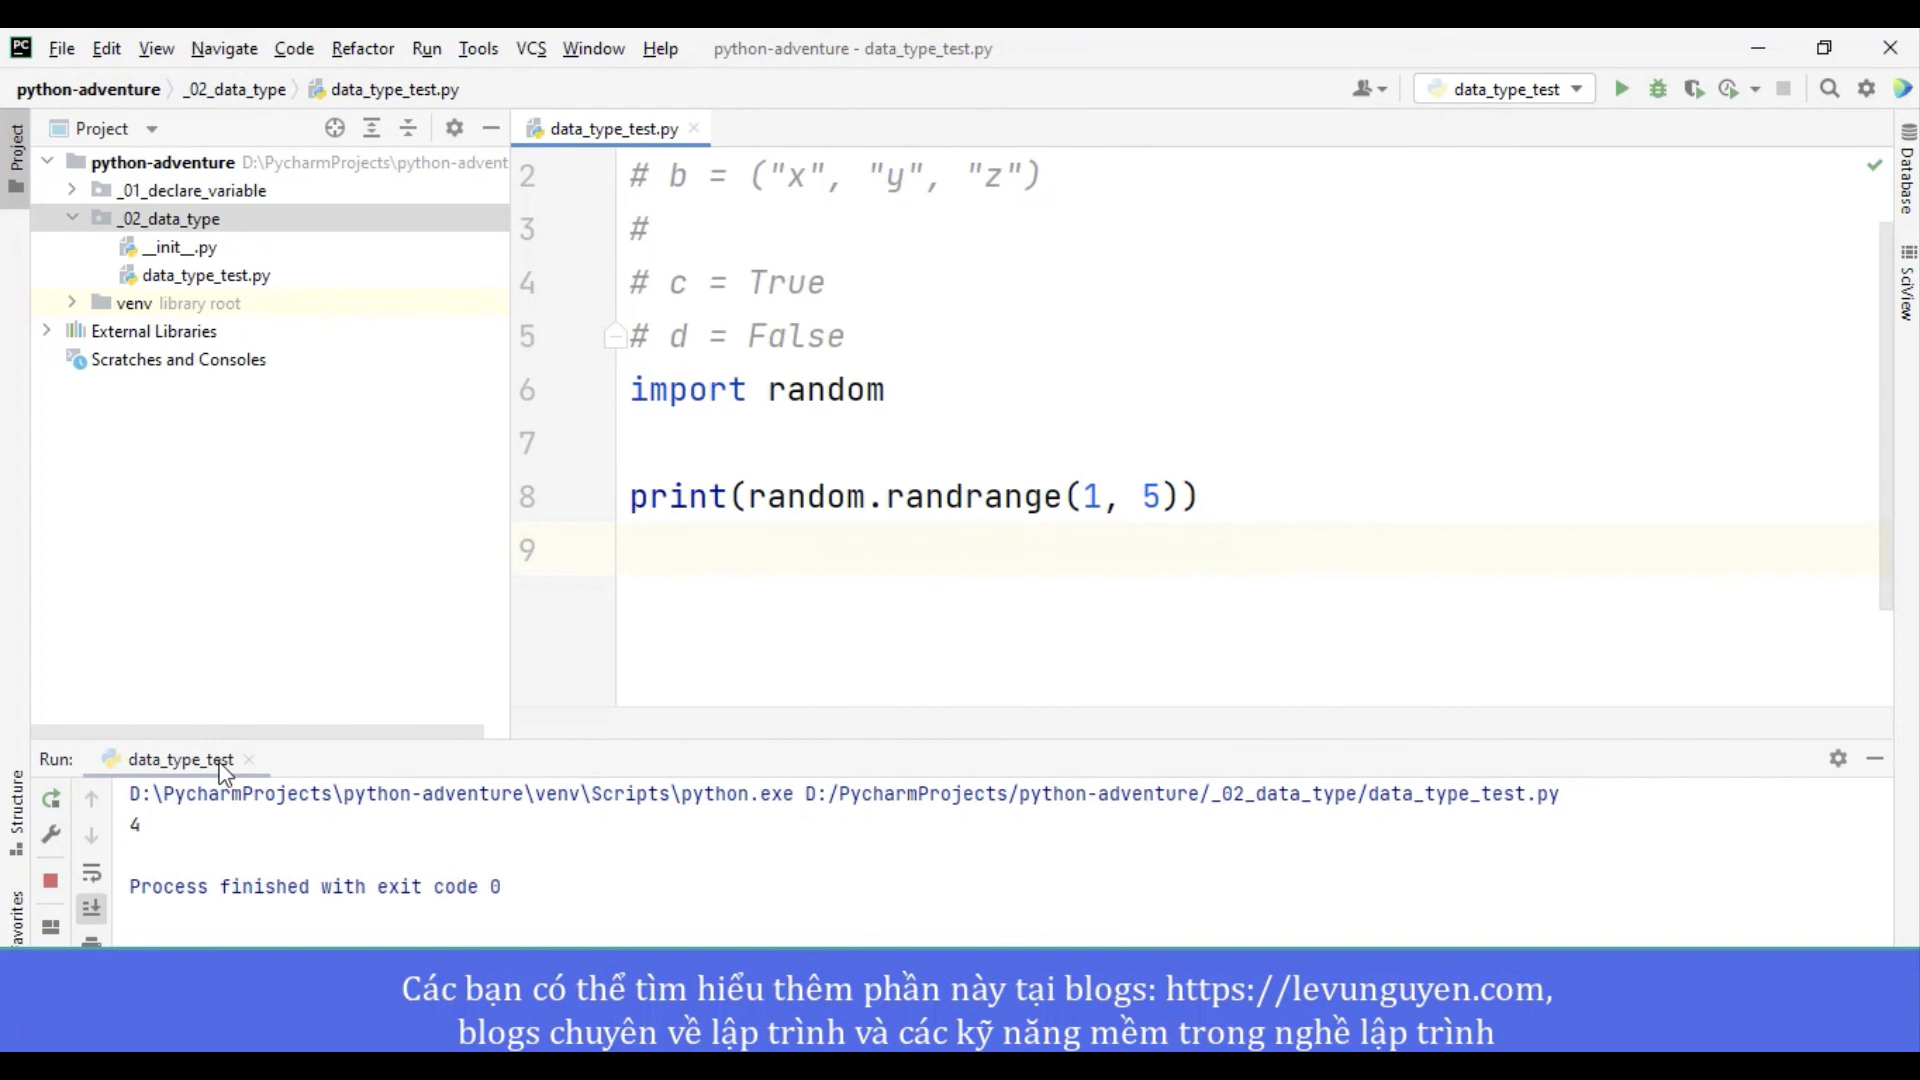 File Edit View Navigate Code Refactor Run Tools VCS Window Help python-adventure - data_type_test.py
python-adventure _02_data_type data_type_test.py data_type_test
Project
data_type_test.py
Project
python-adventure D:\PycharmProjects\python-advent
_01_declare_variable
_02_data_type
__init__.py
data_type_test.py
venv library root
External Libraries
Scratches and Consoles
2 # b = ("x", "y", "z")
3 #
4 # c = True
5 # d = False
6 import random
7
8 print(random.randrange(1, 5))
9
Database
SciView
Run: data_type_test
D:\PycharmProjects\python-adventure\venv\Scripts\python.exe D:/PycharmProjects/python-adventure/_02_data_type/data_type_test.py
4
Process finished with exit code 0
Structure
avorites
Các bạn có thể tìm hiểu thêm phần này tại blogs: https://levunguyen.com,
blogs chuyên về lập trình và các kỹ năng mềm trong nghề lập trình